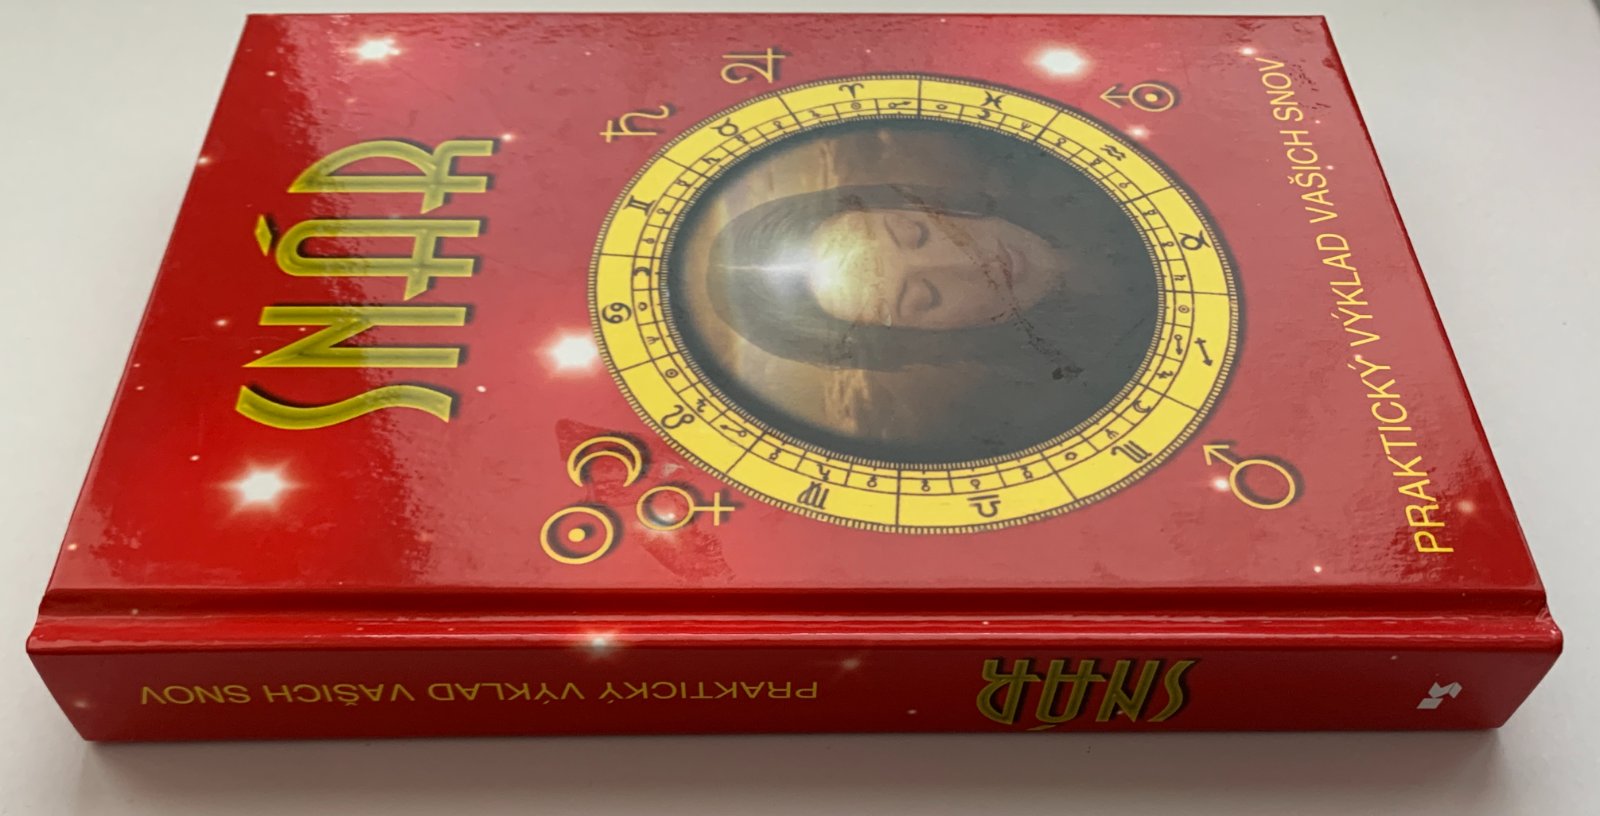 SNÁR
PRAKTICKÝ VÝKLAD VAŠICH SNOV
PRAKTICKÝ VÝKLAD VAŠICH SNOV
SNÁR